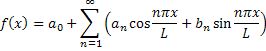 f(x) = a₀ + ∑_{n=1}^{∞} (aₙ cos nπx/L + bₙ sin nπx/L)